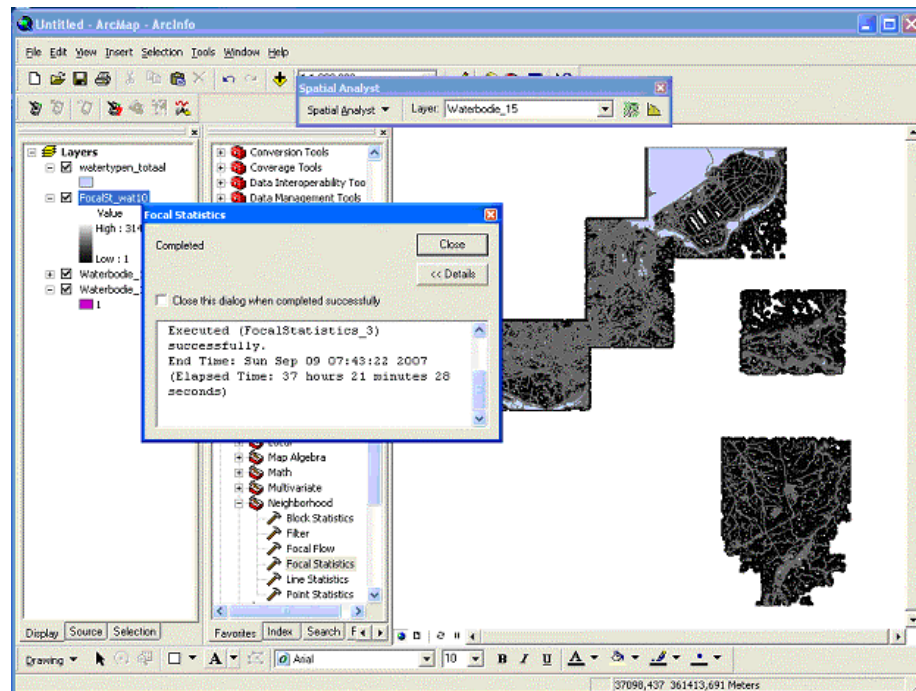 Untitled - ArcMap - ArcInfo
File Edit View Insert Selection Tools Window Help
Spatial Analyst
Spatial Analyst Layer: Waterbodie_15
Layers
watertypen_totaal
FocalSt_wat10
Value
High : 314
Low : 1
Waterbodie_
Waterbodie_
1
Conversion Tools
Coverage Tools
Data Interoperability Too
Data Management Tools
Focal Statistics
Completed
Close
<< Details
Close this dialog when completed successfully
Executed (FocalStatistics_3)
successfully.
End Time: Sun Sep 09 07:43:22 2007
(Elapsed Time: 37 hours 21 minutes 28
seconds)
Local
Map Algebra
Math
Multivariate
Neighborhood
Block Statistics
Filter
Focal Flow
Focal Statistics
Line Statistics
Point Statistics
Display Source Selection
Favorites Index Search F
Drawing A Arial 10 B I U A
37098,437 361413,691 Meters